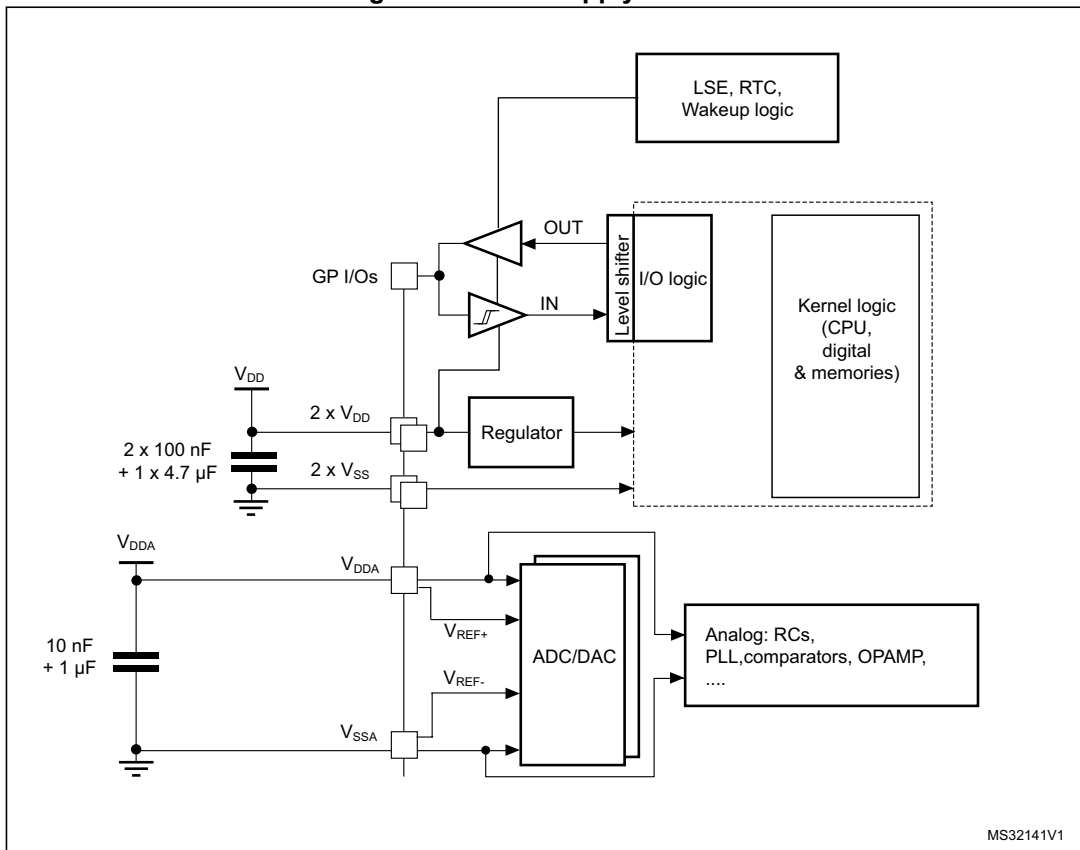 LSE, RTC,
Wakeup logic
OUT
GP I/Os
IN
Level shifter
I/O logic
Kernel logic
(CPU,
digital
& memories)
VDD
2 x VDD
Regulator
2 x 100 nF
+ 1 x 4.7 µF
2 x VSS
VDDA
VDDA
VREF+
10 nF
+ 1 µF
ADC/DAC
Analog: RCs,
PLL,comparators, OPAMP,
....
VREF-
VSSA
MS32141V1